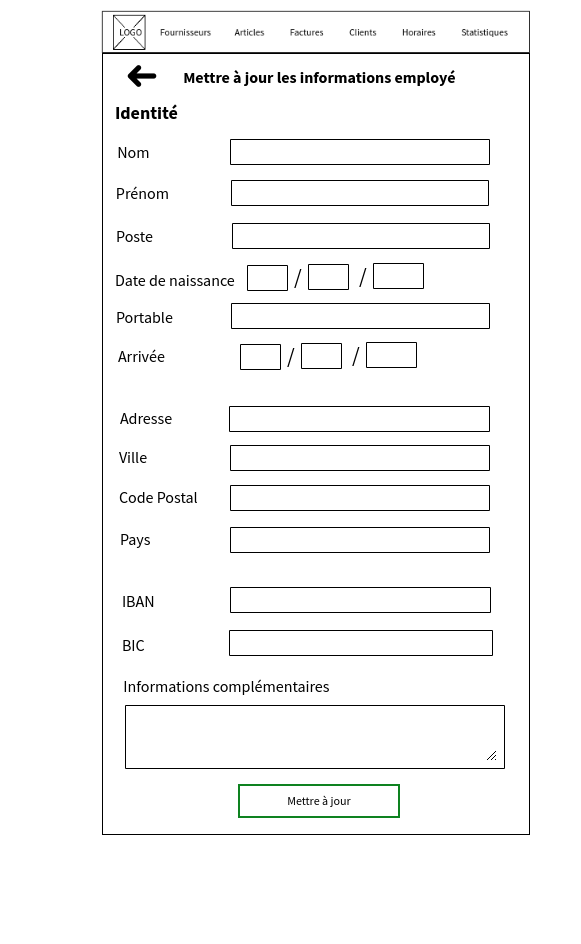 LOGO Fournisseurs Articles Factures Clients Horaires Statistiques
Mettre à jour les informations employé
Identité
Nom
Prénom
Poste
Date de naissance / /
Portable
Arrivée / /
Adresse
Ville
Code Postal
Pays
IBAN
BIC
Informations complémentaires
Mettre à jour